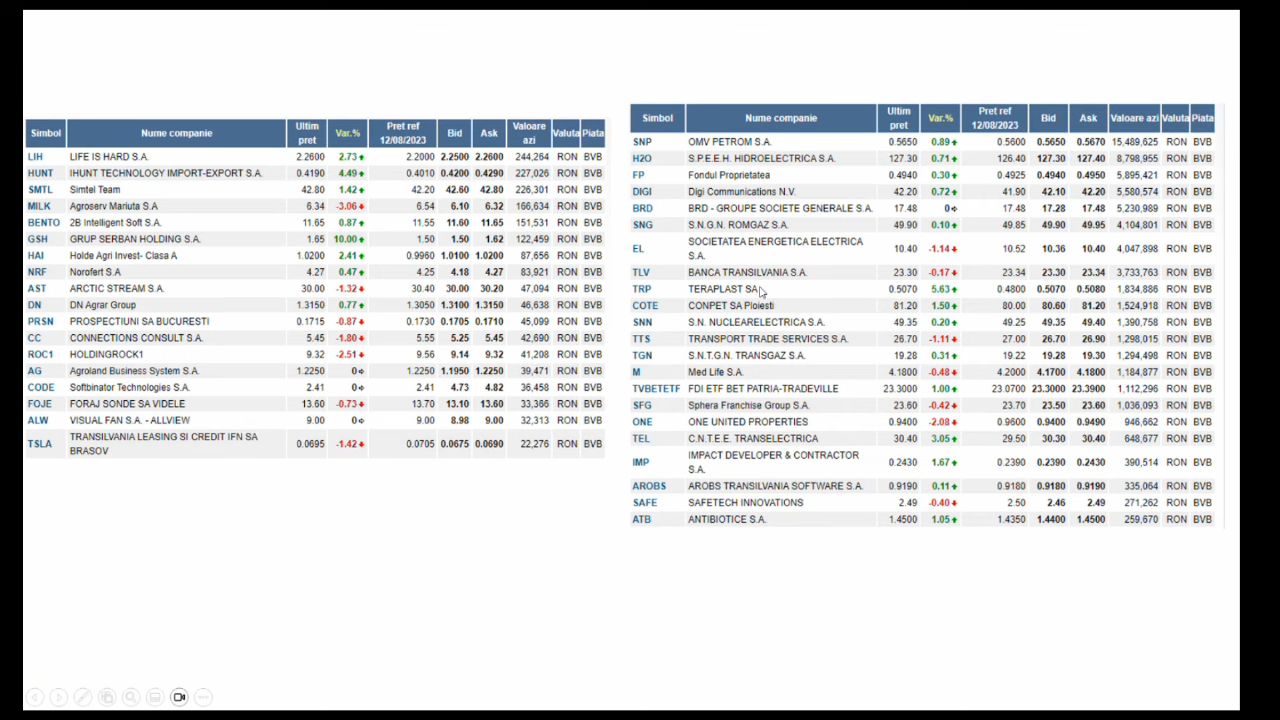 Simbol Nume companie Ultim pret Var.% Pret ref 12/08/2023 Bid Ask Valoare azi Valuta Piata
LIH LIFE IS HARD S.A. 2.2600 2.73 2.2000 2.2500 2.2600 244,264 RON BVB
HUNT IHUNT TECHNOLOGY IMPORT-EXPORT S.A. 0.4190 4.49 0.4010 0.4200 0.4290 227,026 RON BVB
SMTL Simtel Team 42.80 1.42 42.20 42.60 42.80 226,301 RON BVB
MILK Agroserv Mariuta S.A 6.34 -3.06 6.54 6.10 6.32 166,634 RON BVB
BENTO 2B Intelligent Soft S.A. 11.65 0.87 11.55 11.60 11.65 151,531 RON BVB
GSH GRUP SERBAN HOLDING S.A. 1.65 10.00 1.50 1.50 1.62 122,459 RON BVB
HAI Holde Agri Invest- Clasa A 1.0200 2.41 0.9960 1.0100 1.0200 87,656 RON BVB
NRF Norofert S.A 4.27 0.47 4.25 4.18 4.27 83,921 RON BVB
AST ARCTIC STREAM S.A. 30.00 -1.32 30.40 30.00 30.20 47,094 RON BVB
DN DN Agrar Group 1.3150 0.77 1.3050 1.3100 1.3150 46,638 RON BVB
PRSN PROSPECTIUNI SA BUCURESTI 0.1715 -0.87 0.1730 0.1705 0.1710 45,099 RON BVB
CC CONNECTIONS CONSULT S.A. 5.45 -1.80 5.55 5.25 5.45 42,690 RON BVB
ROC1 HOLDINGROCK1 9.32 -2.51 9.56 9.14 9.32 41,208 RON BVB
AG Agroland Business System S.A. 1.2250 0 1.2250 1.1950 1.2250 39,471 RON BVB
CODE Softbinator Technologies S.A. 2.41 0 2.41 4.73 4.82 36,458 RON BVB
FOJE FORAJ SONDE SA VIDELE 13.60 -0.73 13.70 13.10 13.60 33,366 RON BVB
ALW VISUAL FAN S.A. - ALLVIEW 9.00 0 9.00 8.98 9.00 32,313 RON BVB
TSLA TRANSILVANIA LEASING SI CREDIT IFN SA BRASOV 0.0695 -1.42 0.0705 0.0675 0.0690 22,276 RON BVB
Simbol Nume companie Ultim pret Var.% Pret ref 12/08/2023 Bid Ask Valoare azi Valuta Piata
SNP OMV PETROM S.A. 0.5650 0.89 0.5600 0.5650 0.5670 15,489,625 RON BVB
H2O S.P.E.E.H. HIDROELECTRICA S.A. 127.30 0.71 126.40 127.30 127.40 8,798,955 RON BVB
FP Fondul Proprietatea 0.4940 0.30 0.4925 0.4940 0.4950 5,895,421 RON BVB
DIGI Digi Communications N.V. 42.20 0.72 41.90 42.10 42.20 5,580,574 RON BVB
BRD BRD - GROUPE SOCIETE GENERALE S.A. 17.48 0 17.48 17.28 17.48 5,230,989 RON BVB
SNG S.N.G.N. ROMGAZ S.A. 49.90 0.10 49.85 49.90 49.95 4,104,801 RON BVB
EL SOCIETATEA ENERGETICA ELECTRICA S.A. 10.40 -1.14 10.52 10.36 10.40 4,047,898 RON BVB
TLV BANCA TRANSILVANIA S.A. 23.30 -0.17 23.34 23.30 23.34 3,733,763 RON BVB
TRP TERAPLAST SA 0.5070 5.63 0.4800 0.5070 0.5080 1,834,886 RON BVB
COTE CONPET SA Ploiesti 81.20 1.50 80.00 80.60 81.20 1,524,918 RON BVB
SNN S.N. NUCLEARELECTRICA S.A. 49.35 0.20 49.25 49.35 49.40 1,390,758 RON BVB
TTS TRANSPORT TRADE SERVICES S.A. 26.70 -1.11 27.00 26.70 26.90 1,298,015 RON BVB
TGN S.N.T.G.N. TRANSGAZ S.A. 19.28 0.31 19.22 19.28 19.30 1,294,498 RON BVB
M Med Life S.A. 4.1800 -0.48 4.2000 4.1700 4.1800 1,184,877 RON BVB
TVBETETF FDI ETF BET PATRIA-TRADEVILLE 23.3000 1.00 23.0700 23.3000 23.3900 1,112,296 RON BVB
SFG Sphera Franchise Group S.A. 23.60 -0.42 23.70 23.50 23.60 1,036,093 RON BVB
ONE ONE UNITED PROPERTIES 0.9400 -2.08 0.9600 0.9400 0.9490 946,662 RON BVB
TEL C.N.T.E.E. TRANSELECTRICA 30.40 3.05 29.50 30.30 30.40 648,677 RON BVB
IMP IMPACT DEVELOPER & CONTRACTOR S.A. 0.2430 1.67 0.2390 0.2390 0.2430 390,514 RON BVB
AROBS AROBS TRANSILVANIA SOFTWARE S.A. 0.9190 0.11 0.9180 0.9180 0.9190 335,064 RON BVB
SAFE SAFETECH INNOVATIONS 2.49 -0.40 2.50 2.46 2.49 271,262 RON BVB
ATB ANTIBIOTICE S.A. 1.4500 1.05 1.4350 1.4400 1.4500 259,670 RON BVB